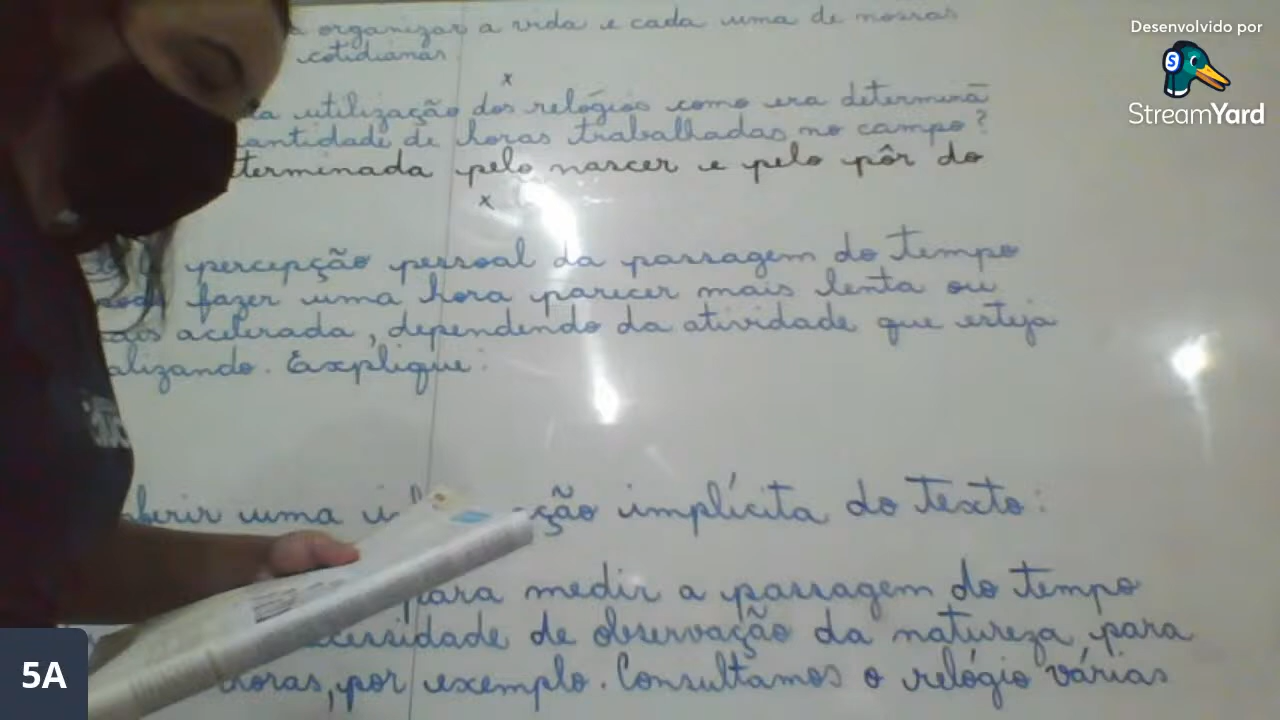 organizar a vida e cada uma de nossas
cotidianas
x
utilização dos relógios como era determina
antidade de horas trabalhadas no campo?
terminada pelo nascer e pelo pôr do
x
percepção pessoal da passagem do tempo
fazer uma hora parecer mais lenta ou
acelerada, dependendo da atividade que esteja
alizando. Explique:
uma ção implícita do texto:
para medir a passagem do tempo
cessidade de observação da natureza para
horas, por exemplo. Consultamos o relógio várias
Desenvolvido por
StreamYard
5A